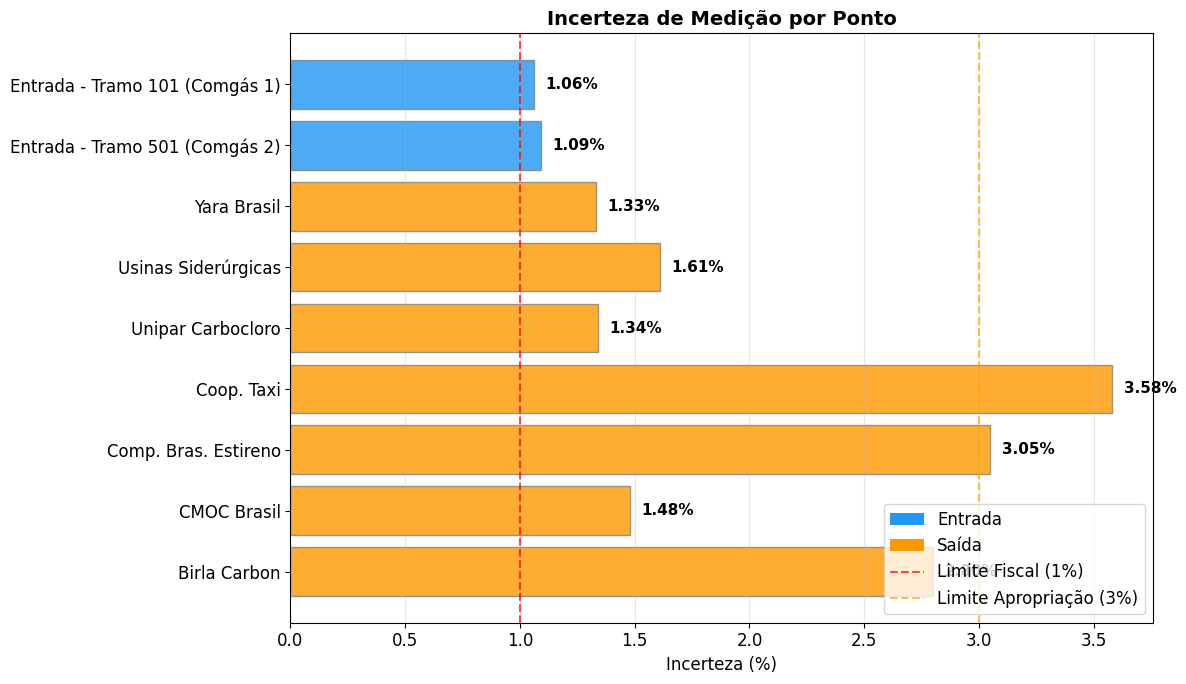 Incerteza de Medição por Ponto
Entrada - Tramo 101 (Comgás 1)
1.06%
Entrada - Tramo 501 (Comgás 2)
1.09%
Yara Brasil
1.33%
Usinas Siderúrgicas
1.61%
Unipar Carbocloro
1.34%
Coop. Taxi
3.58%
Comp. Bras. Estireno
3.05%
CMOC Brasil
1.48%
Birla Carbon
Entrada
Saída
Limite Fiscal (1%)
Limite Apropriação (3%)
0.0 0.5 1.0 1.5 2.0 2.5 3.0 3.5
Incerteza (%)